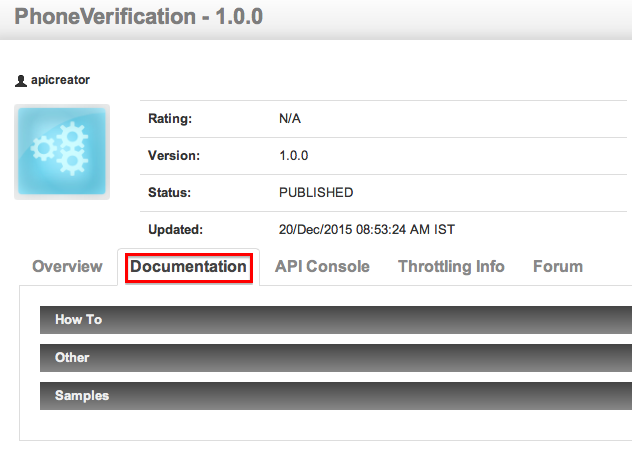 PhoneVerification - 1.0.0
apicreator
Rating: N/A
Version: 1.0.0
Status: PUBLISHED
Updated: 20/Dec/2015 08:53:24 AM IST
Overview Documentation API Console Throttling Info Forum
How To
Other
Samples